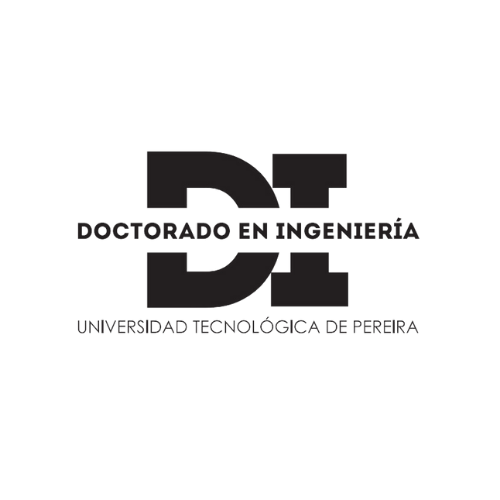 DI
DOCTORADO EN INGENIERÍA
UNIVERSIDAD TECNOLÓGICA DE PEREIRA